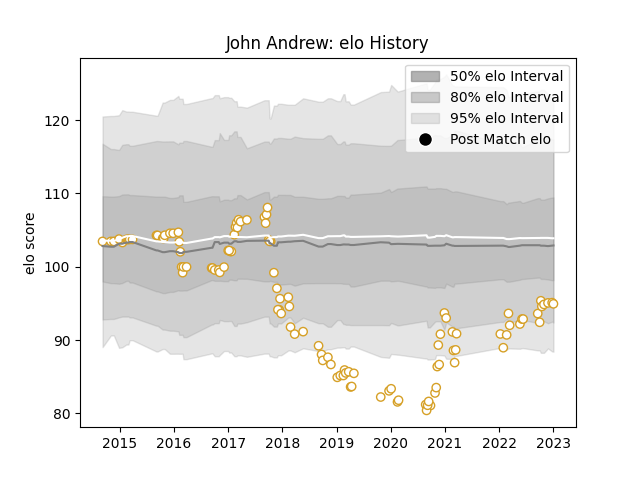 John Andrew: elo History
50% elo Interval
80% elo Interval
95% elo Interval
Post Match elo
elo score
120
110
100
90
80
2015 2016 2017 2018 2019 2020 2021 2022 2023